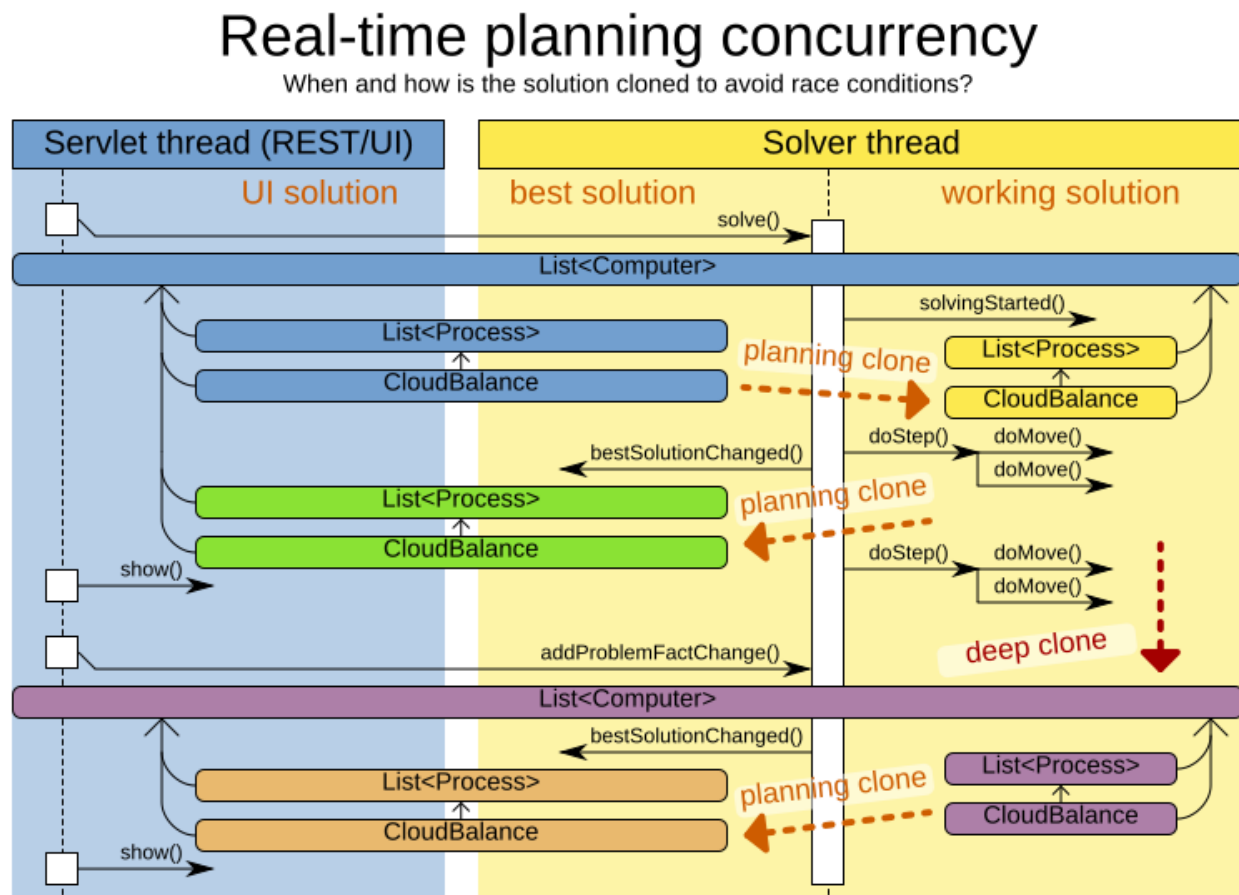 Real-time planning concurrency
When and how is the solution cloned to avoid race conditions?
Servlet thread (REST/UI)
Solver thread
UI solution
best solution
working solution
solve()
List<Computer>
solvingStarted()
List<Process>
planning clone
List<Process>
CloudBalance
CloudBalance
doStep()
doMove()
bestSolutionChanged()
doMove()
List<Process>
planning clone
CloudBalance
doStep()
doMove()
show()
doMove()
deep clone
addProblemFactChange()
List<Computer>
bestSolutionChanged()
List<Process>
List<Process>
planning clone
CloudBalance
CloudBalance
show()